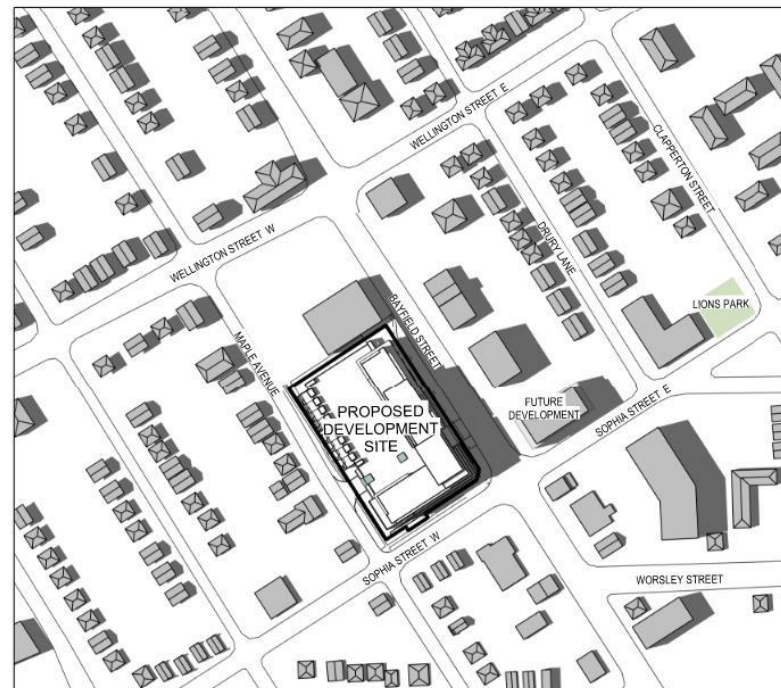 WELLINGTON STREET E
CLAPPERTON STREET
WELLINGTON STREET W
DRURY LANE
LIONS PARK
BAYFIELD STREET
MAPLE AVENUE
PROPOSED
DEVELOPMENT
SITE
FUTURE
DEVELOPMENT
SOPHIA STREET E
SOPHIA STREET W
WORSLEY STREET